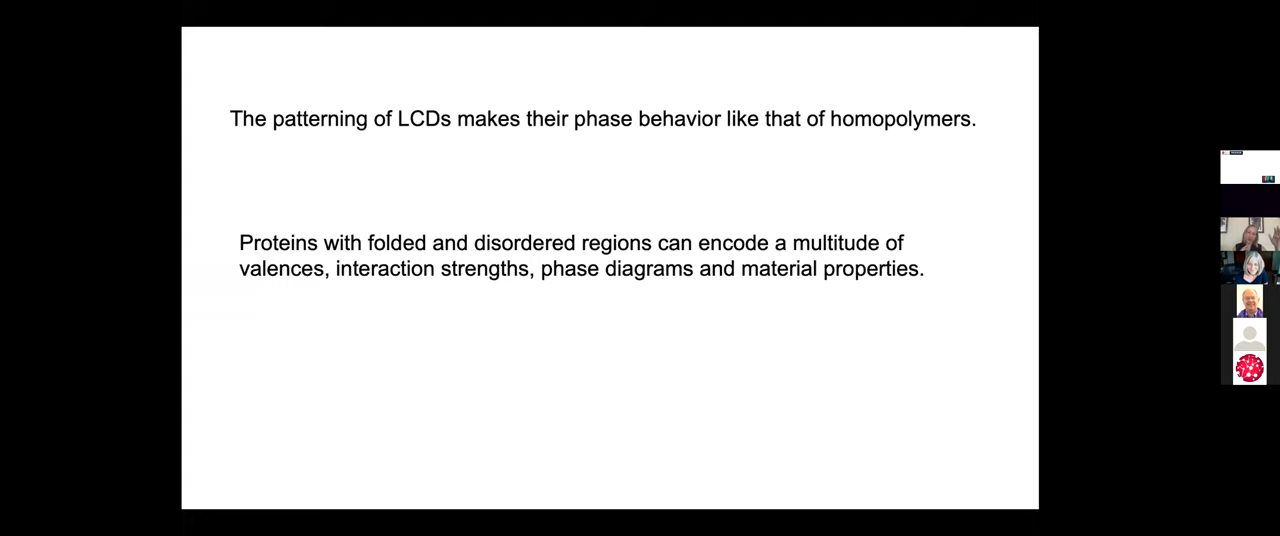 The patterning of LCDs makes their phase behavior like that of homopolymers.
Proteins with folded and disordered regions can encode a multitude of
valences, interaction strengths, phase diagrams and material properties.